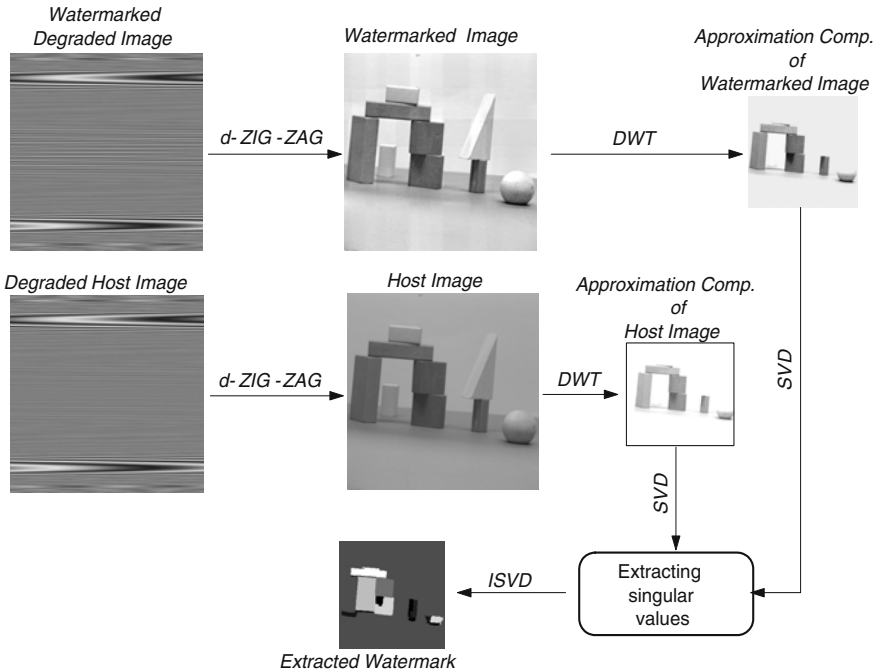 Watermarked
Degraded Image
Watermarked Image
Approximation Comp.
of
Watermarked Image
d- ZIG -ZAG
DWT
Degraded Host Image
Host Image
Approximation Comp.
of
Host Image
d- ZIG -ZAG
DWT
SVD
SVD
ISVD
Extracting
singular
values
Extracted Watermark